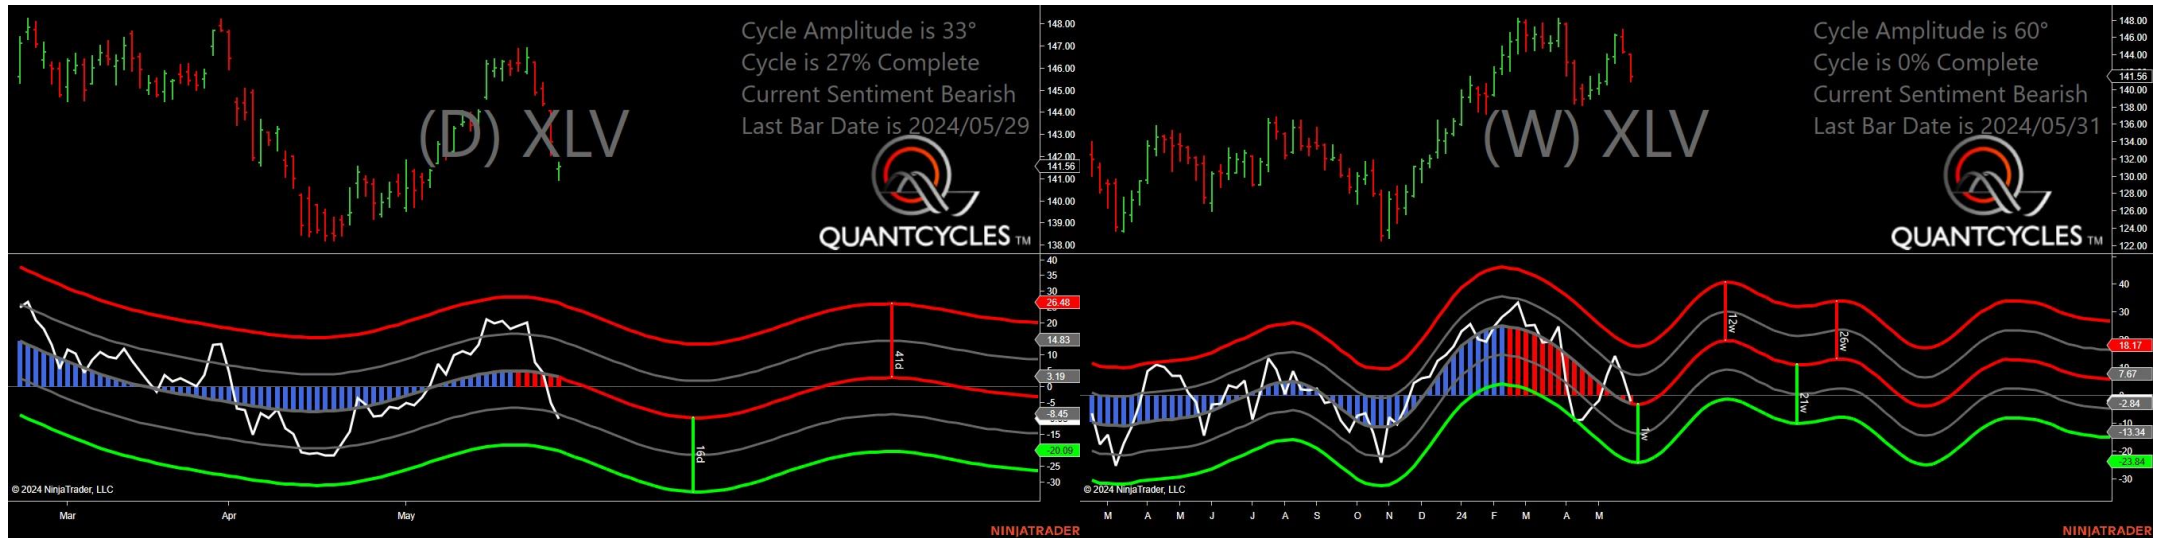 Cycle Amplitude is 33°
Cycle is 27% Complete
Current Sentiment Bearish
Last Bar Date is 2024/05/29
(D) XLV
QUANTCYCLES TM
148.00
147.00
146.00
145.00
144.00
143.00
142.00
141.56
141.00
140.00
139.00
138.00
40
35
30
26.48
20
14.83
10
3.19
0
-5
-8.45
-15
-20.09
-25
-30
41d
16d
© 2024 NinjaTrader, LLC
Mar
Apr
May
NINJATRADER
Cycle Amplitude is 60°
Cycle is 0% Complete
Current Sentiment Bearish
Last Bar Date is 2024/05/31
(W) XLV
QUANTCYCLES TM
148.00
146.00
144.00
141.56
140.00
138.00
136.00
134.00
132.00
130.00
128.00
126.00
124.00
122.00
40
30
18.17
10
7.67
-2.84
-10
-13.34
-23.84
-30
12w
26w
21w
1w
© 2024 NinjaTrader, LLC
M A M J J A S O N D 24 F M A M
NINJATRADER